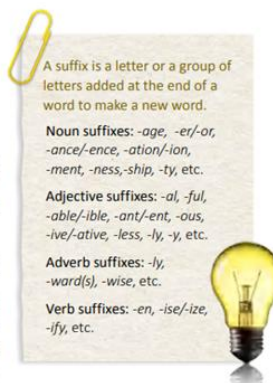 A suffix is a letter or a group of
letters added at the end of a
word to make a new word.
Noun suffixes: -age, -er/-or,
-ance/-ence, -ation/-ion,
-ment, -ness,-ship, -ty, etc.
Adjective suffixes: -al, -ful,
-able/-ible, -ant/-ent, -ous,
-ive/-ative, -less, -ly, -y, etc.
Adverb suffixes: -ly,
-ward(s), -wise, etc.
Verb suffixes: -en, -ise/-ize,
-ify, etc.